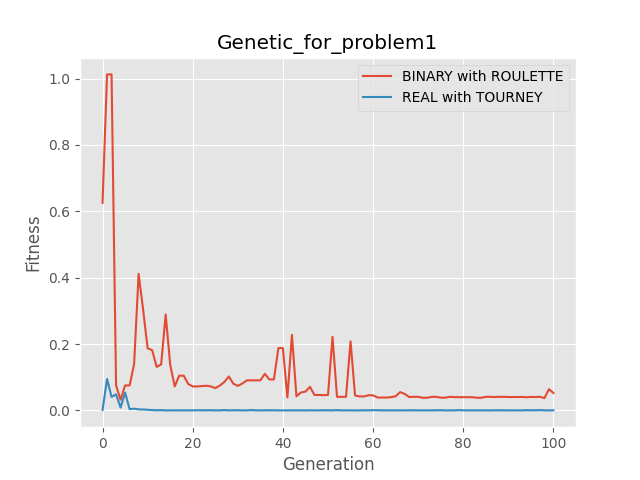 Genetic_for_problem1
BINARY with ROULETTE
REAL with TOURNEY
Fitness
1.0
0.8
0.6
0.4
0.2
0.0
0 20 40 60 80 100
Generation